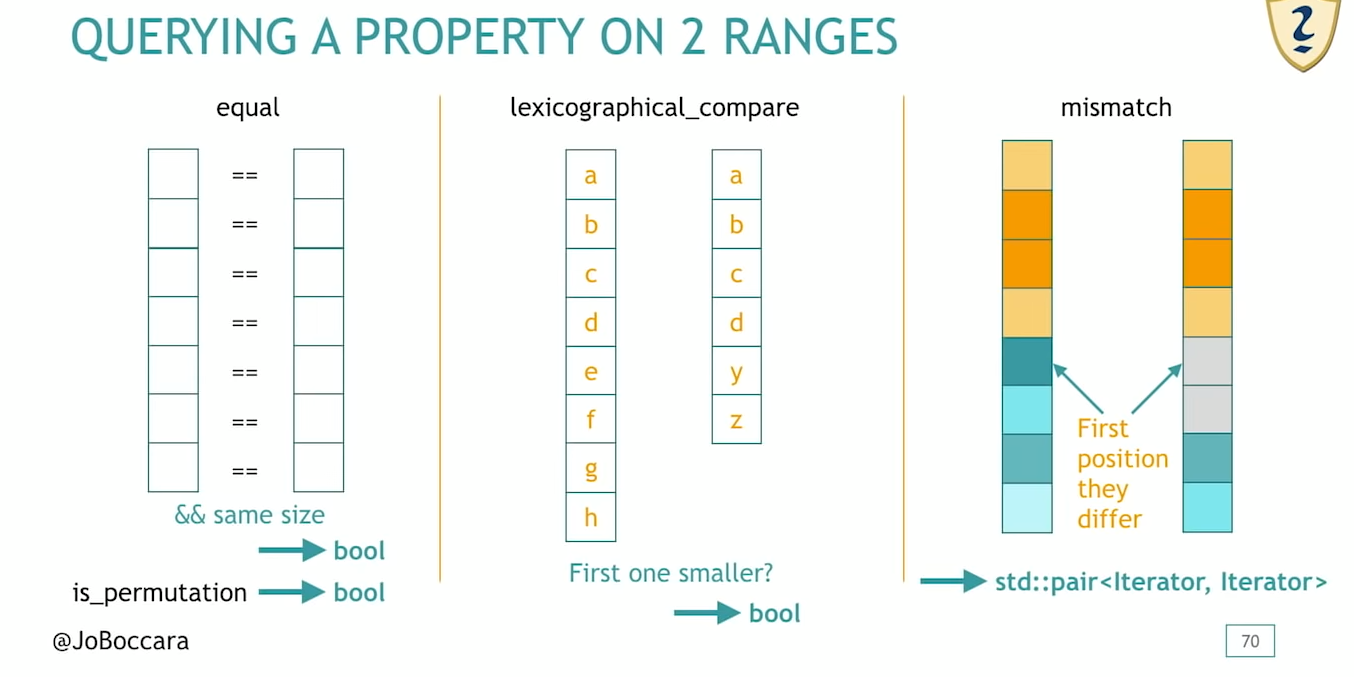 QUERYING A PROPERTY ON 2 RANGES
equal
==
==
==
==
==
==
==
&& same size
bool
is_permutation
bool
lexicographical_compare
a
a
b
b
c
c
d
d
e
y
f
z
g
h
First one smaller?
bool
mismatch
First
position
they
differ
std::pair<Iterator, Iterator>
@JoBoccara
70